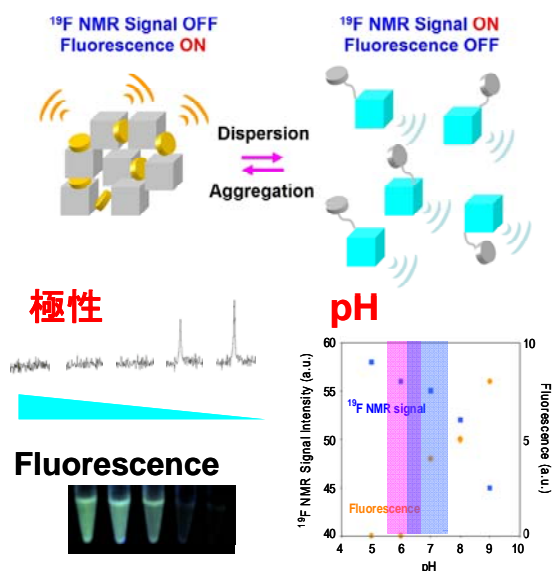 ¹⁹F NMR Signal OFF
Fluorescence ON
¹⁹F NMR Signal ON
Fluorescence OFF
Dispersion
Aggregation
極性
Fluorescence
pH
¹⁹F NMR Signal Intensity (a.u.)
60
55
50
45
40
¹⁹F NMR signal
Fluorescence
10
5
0
Fluorescence (a.u.)
4 5 6 7 8 9 10
pH